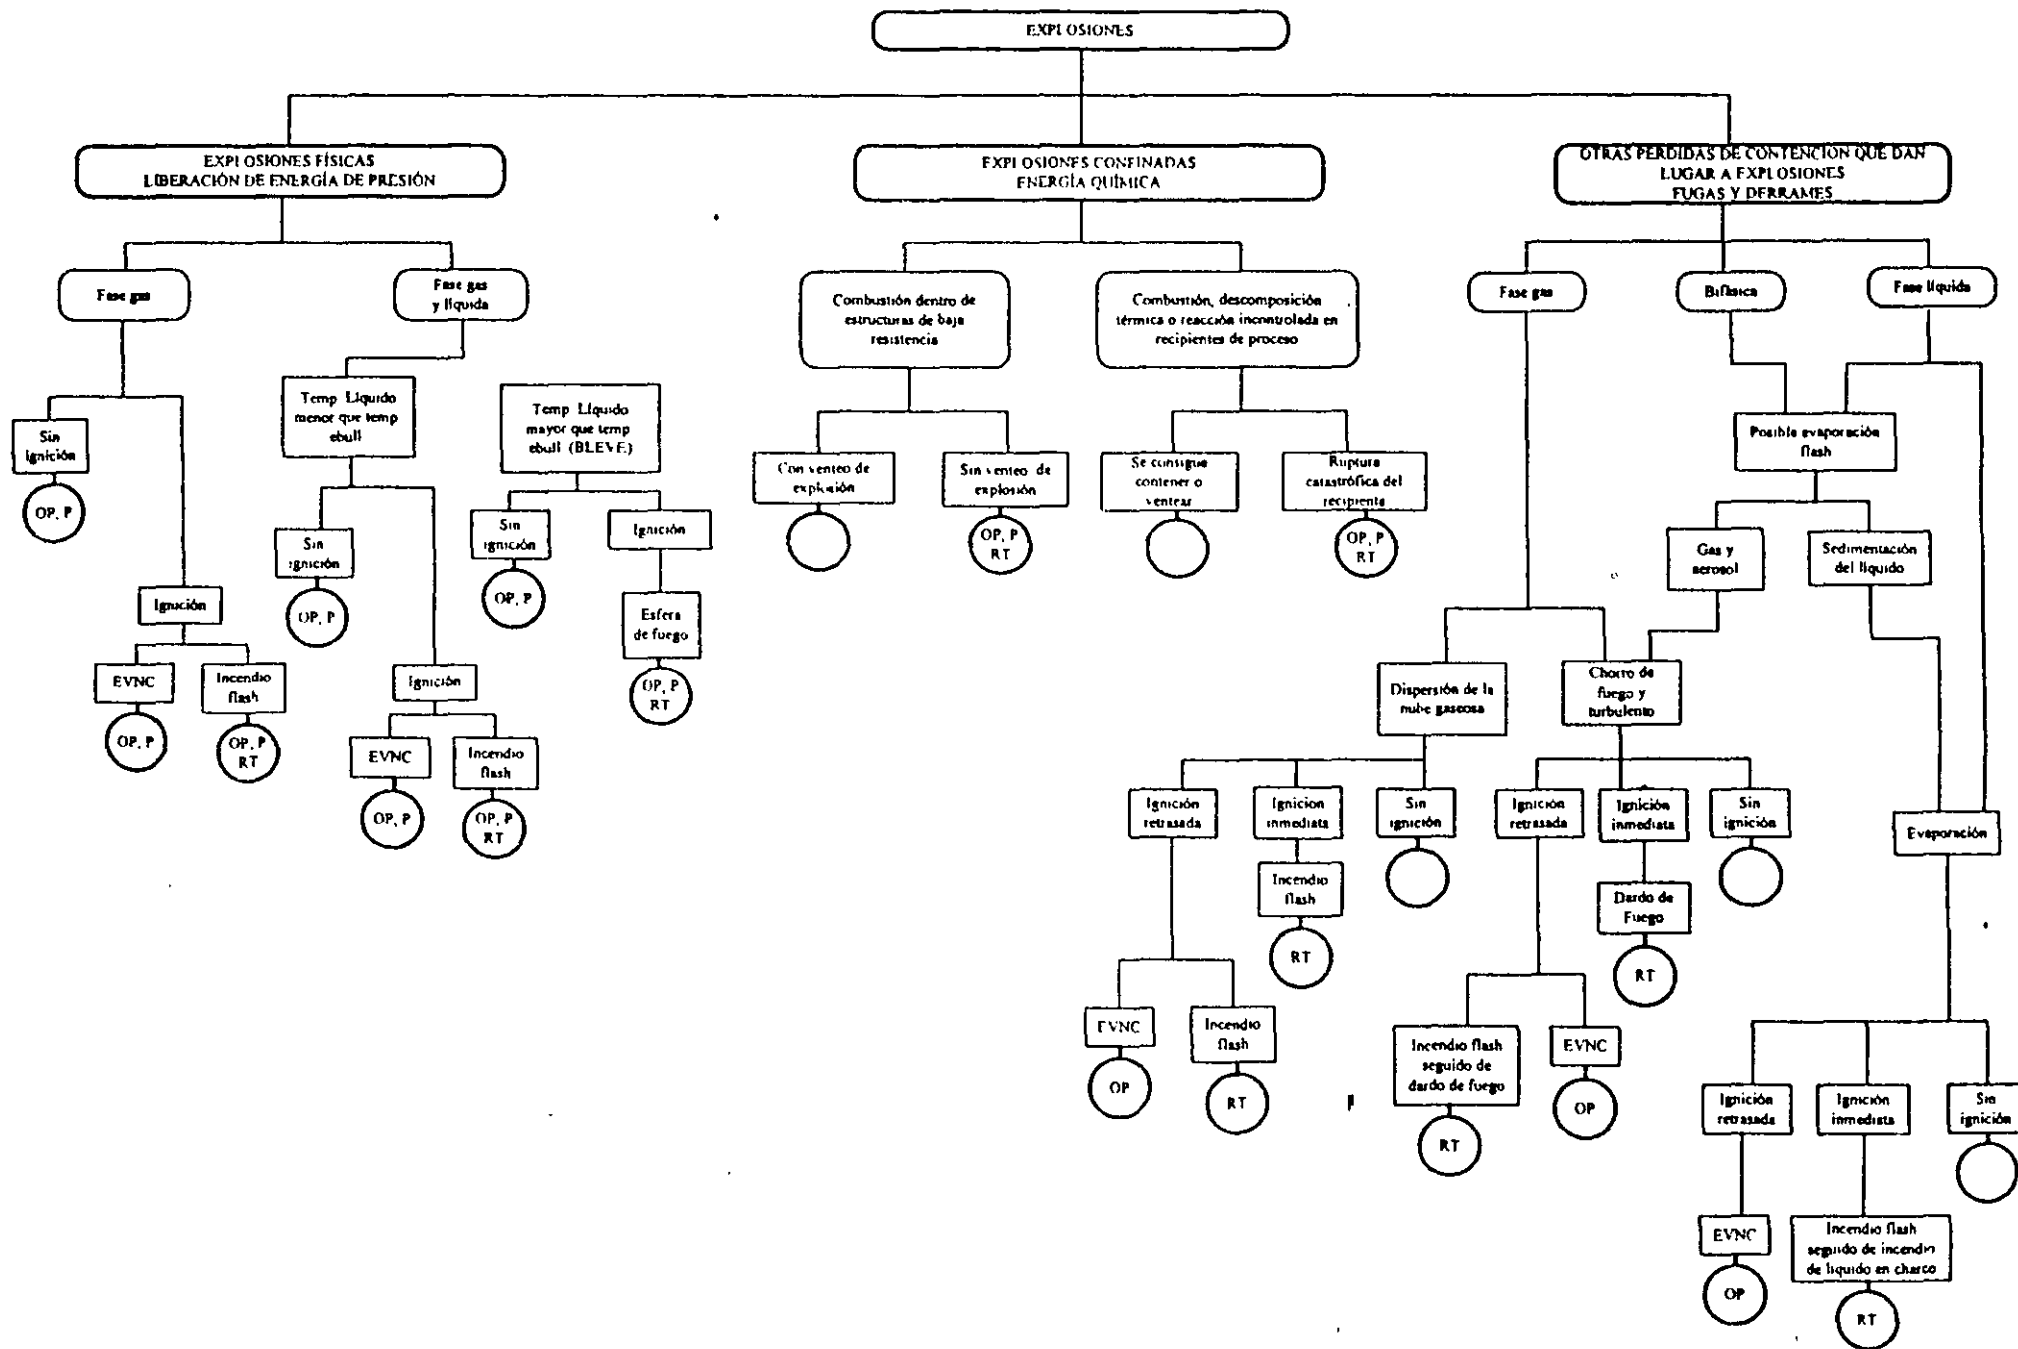 EXPLOSIONES
EXPLOSIONES FÍSICAS
LIBERACIÓN DE ENERGÍA DE PRESIÓN
EXPLOSIONES CONFINADAS
ENERGÍA QUÍMICA
OTRAS PERDIDAS DE CONTENCION QUE DAN
LUGAR A EXPLOSIONES
FUGAS Y DERRAMES
Fase gas
Fase gas
y líquida
Combustión dentro de
estructuras de baja
resistencia
Combustión, descomposición
térmica o reacción incontrolada en
recipientes de proceso
Fase gas
Bifásica
Fase líquida
Temp Líquido
menor que temp
ebull
Temp Líquido
mayor que temp
ebull (BLEVE)
Sin
Ignición
OP, P
Con venteo de
explosión
Sin venteo de
explosión
OP, P
RT
Se consigue
contener o
ventear
Ruptura
catastrófica del
recipiente
OP, P
RT
Posible evaporación
flash
Sin
ignición
OP, P
Sin
ignición
OP, P
Ignición
Esfera
de fuego
OP, P
RT
Gas y
aerosol
Sedimentación
del líquido
Ignición
EVNC
OP, P
Incendio
flash
OP, P
RT
Ignición
EVNC
OP, P
Incendio
flash
OP, P
RT
Dispersión de la
nube gaseosa
Chorro de
fuego y
turbulento
Ignición
retrasada
Ignicion
inmediata
Sin
ignición
Ignición
retrasada
Ignición
inmediata
Sin
ignición
Evaporación
Incendio
flash
RT
Dardo de
Fuego
RT
EVNC
OP
Incendio
flash
RT
Incendio flash
seguido de
dardo de fuego
RT
EVNC
OP
Ignición
retrasada
Ignición
inmediata
Sin
ignición
EVNC
OP
Incendio flash
seguido de incendio
de líquido en charco
RT